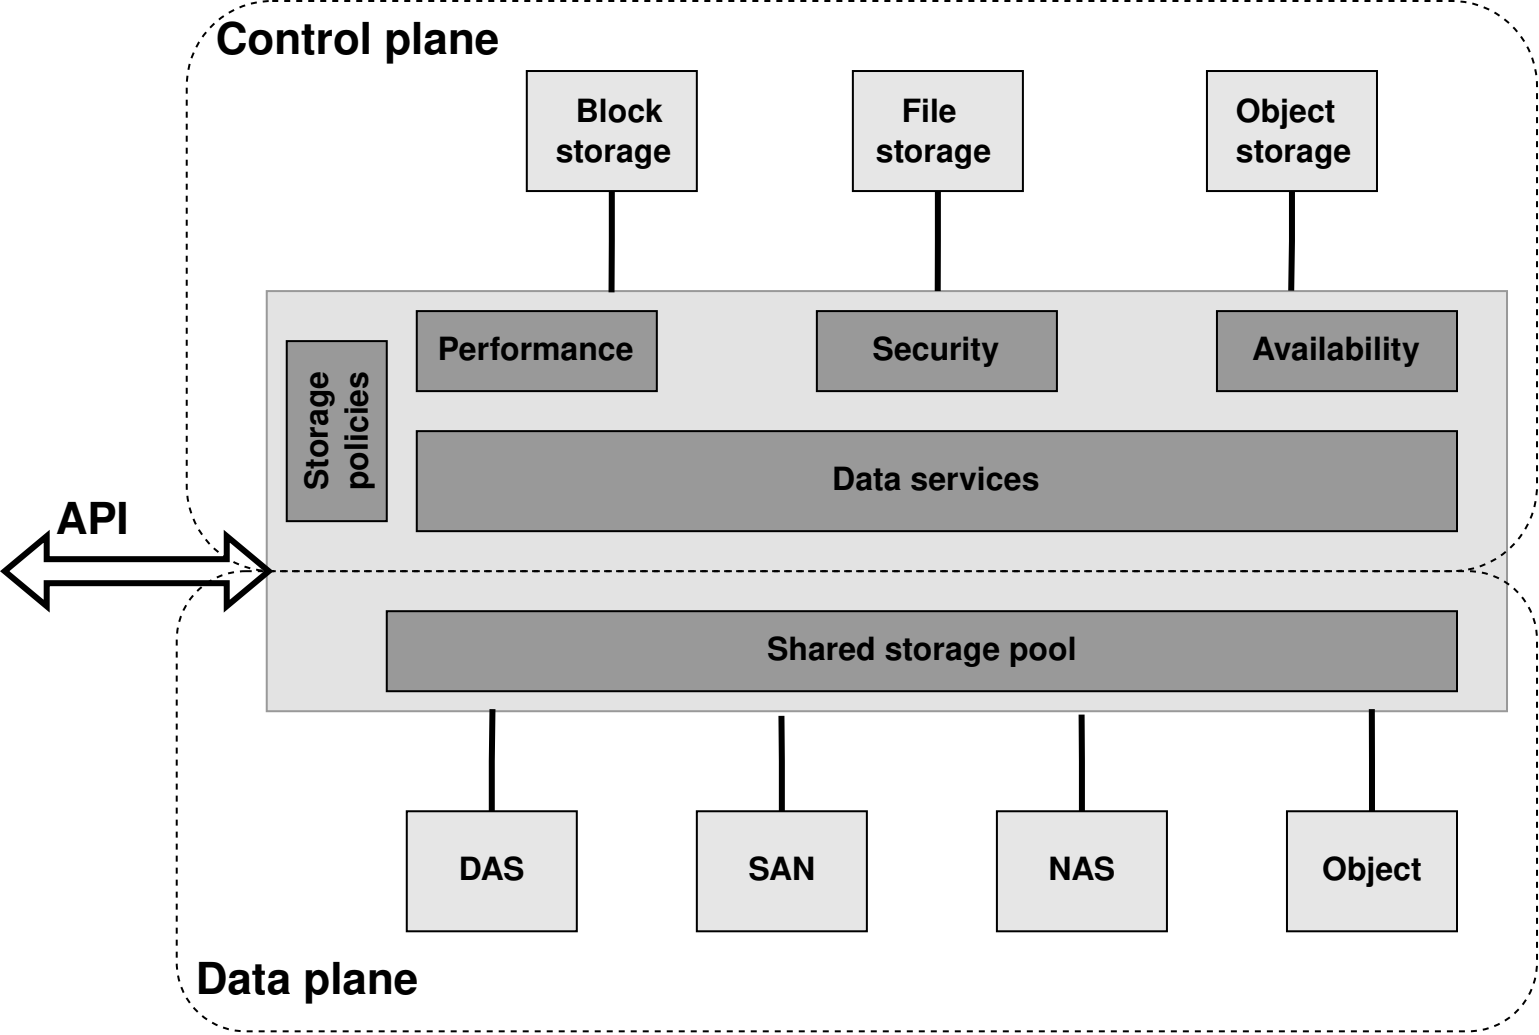 Control plane
Block
storage
File
storage
Object
storage
Performance
Security
Availability
Storage
policies
Data services
API
Shared storage pool
DAS
SAN
NAS
Object
Data plane